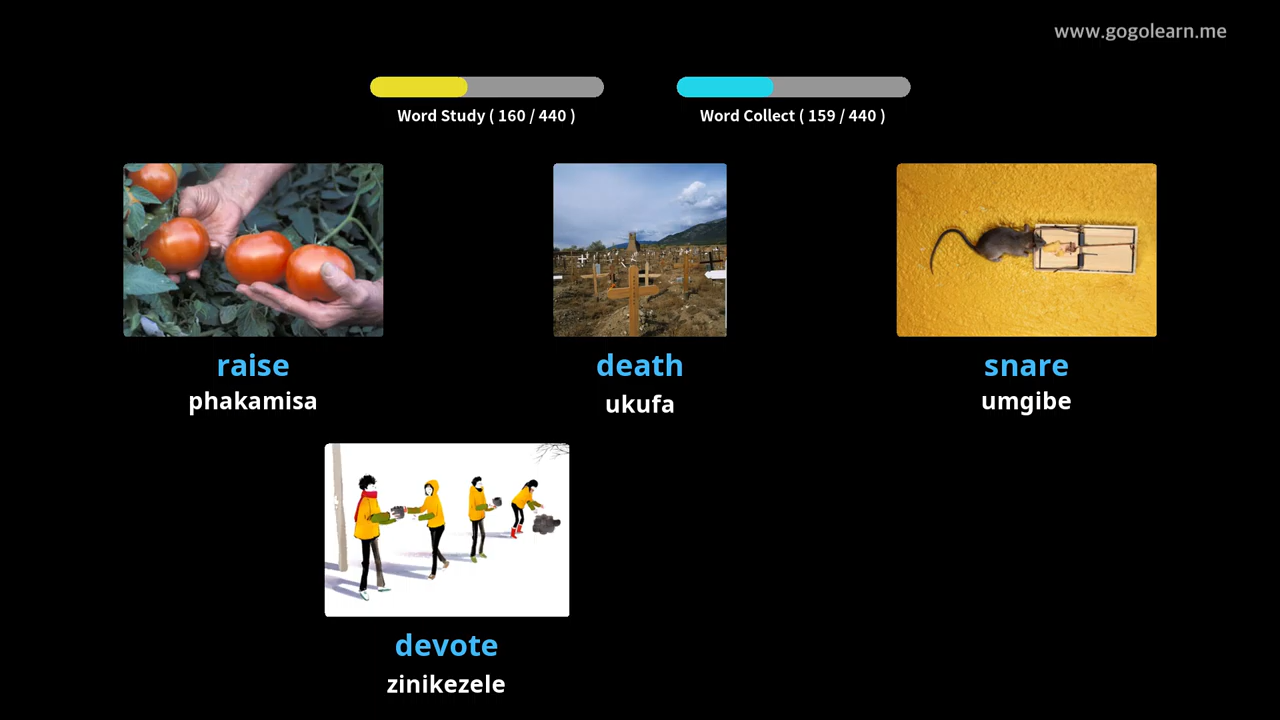 www.gogolearn.me
Word Study ( 160 / 440 )
Word Collect ( 159 / 440 )
raise
phakamisa
death
ukufa
snare
umgibe
devote
zinikezele